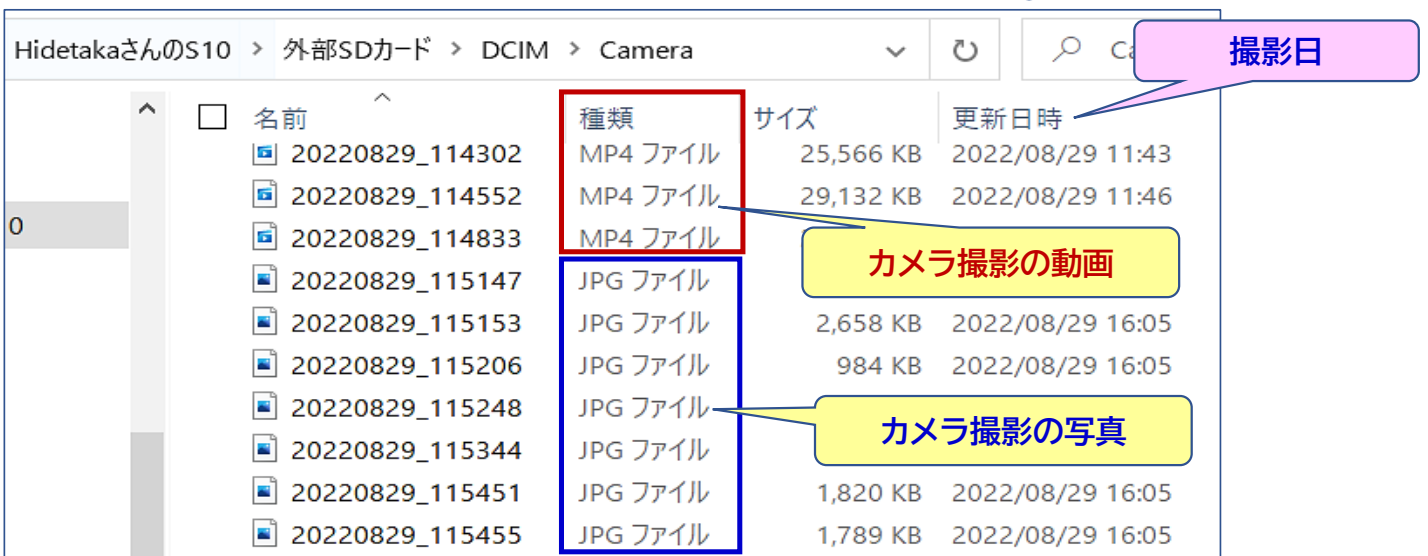 HidetakaさんのS10 > 外部SDカード > DCIM > Camera
撮影日
名前 種類 サイズ 更新日時
20220829_114302 MP4 ファイル 25,566 KB 2022/08/29 11:43
20220829_114552 MP4 ファイル 29,132 KB 2022/08/29 11:46
0
20220829_114833 MP4 ファイル
カメラ撮影の動画
20220829_115147 JPG ファイル
20220829_115153 JPG ファイル 2,658 KB 2022/08/29 16:05
20220829_115206 JPG ファイル 984 KB 2022/08/29 16:05
20220829_115248 JPG ファイル
カメラ撮影の写真
20220829_115344 JPG ファイル
20220829_115451 JPG ファイル 1,820 KB 2022/08/29 16:05
20220829_115455 JPG ファイル 1,789 KB 2022/08/29 16:05